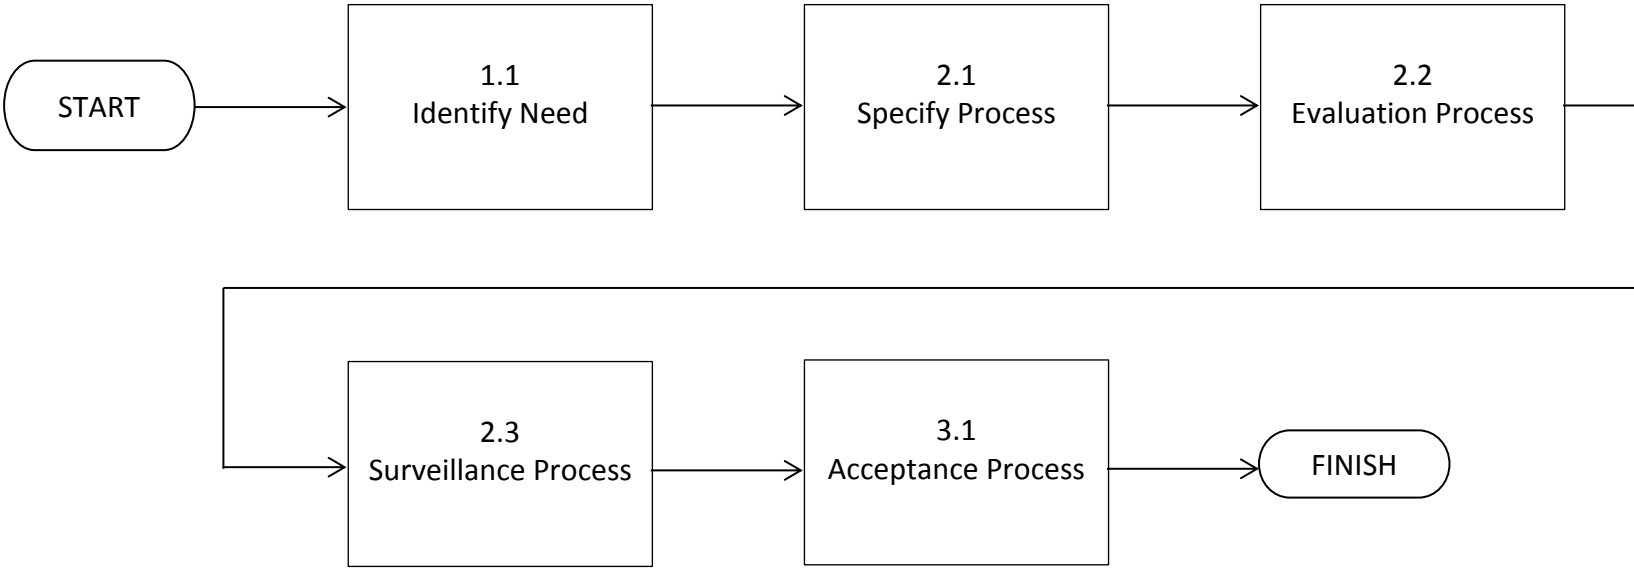 START
1.1
Identify Need
2.1
Specify Process
2.2
Evaluation Process
2.3
Surveillance Process
3.1
Acceptance Process
FINISH